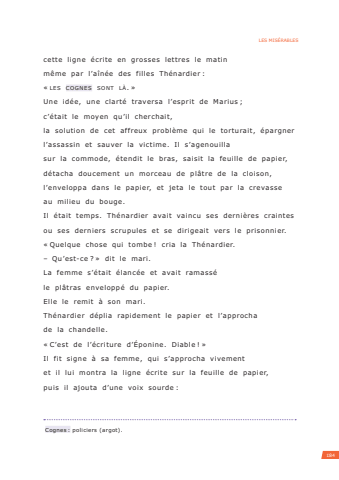 LES MISÉRABLES
cette ligne écrite en grosses lettres le matin
même par l’aînée des filles Thénardier :
« LES COGNES SONT LÀ. »
Une idée, une clarté traversa l’esprit de Marius ;
c’était le moyen qu’il cherchait,
la solution de cet affreux problème qui le torturait, épargner
l’assassin et sauver la victime. Il s’agenouilla
sur la commode, étendit le bras, saisit la feuille de papier,
détacha doucement un morceau de plâtre de la cloison,
l’enveloppa dans le papier, et jeta le tout par la crevasse
au milieu du bouge.
Il était temps. Thénardier avait vaincu ses dernières craintes
ou ses derniers scrupules et se dirigeait vers le prisonnier.
« Quelque chose qui tombe ! cria la Thénardier.
– Qu’est-ce ? » dit le mari.
La femme s’était élancée et avait ramassé
le plâtras enveloppé du papier.
Elle le remit à son mari.
Thénardier déplia rapidement le papier et l’approcha
de la chandelle.
« C’est de l’écriture d’Éponine. Diable ! »
Il fit signe à sa femme, qui s’approcha vivement
et il lui montra la ligne écrite sur la feuille de papier,
puis il ajouta d’une voix sourde :
Cognes : policiers (argot).
184